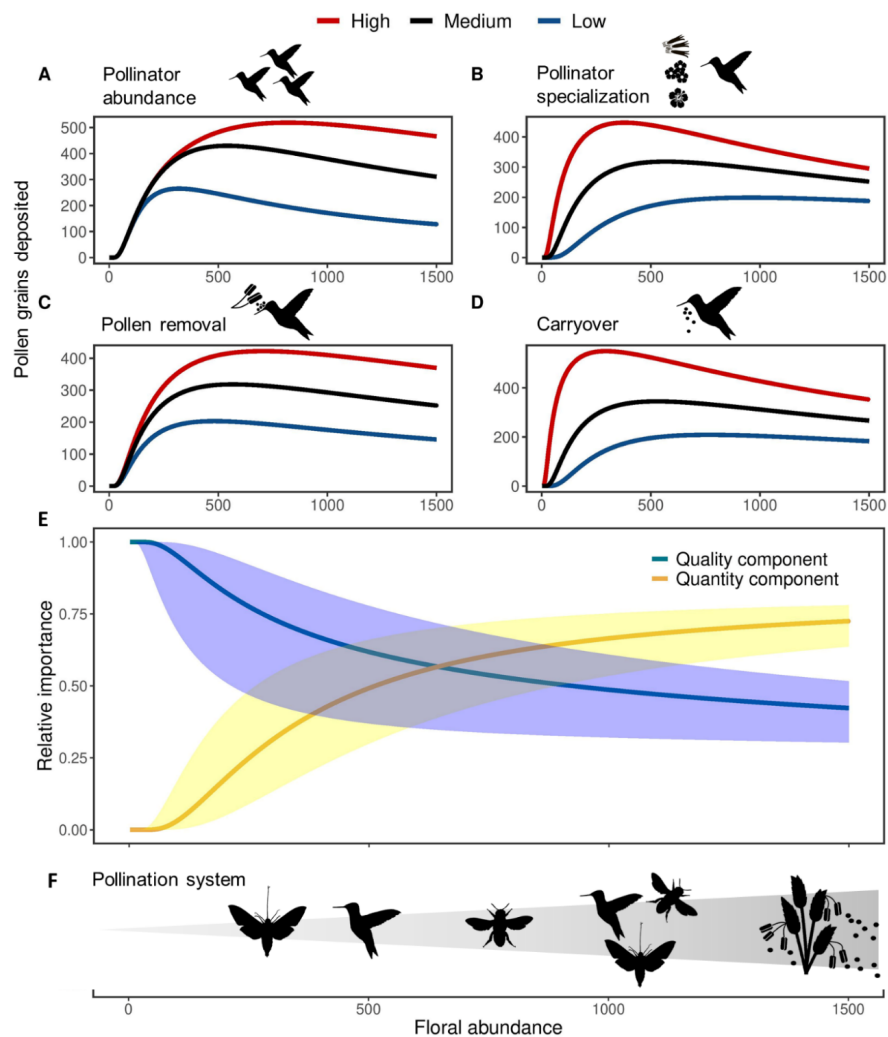 High Medium Low
A Pollinator abundance
B Pollinator specialization
Pollen grains deposited
500
400
300
200
100
0
0 500 1000 1500
400
300
200
100
0
0 500 1000 1500
C Pollen removal
D Carryover
400
300
200
100
0
0 500 1000 1500
400
200
0
0 500 1000 1500
E
Relative importance
1.00
0.75
0.50
0.25
0.00
Quality component
Quantity component
F Pollination system
0 500 1000 1500
Floral abundance